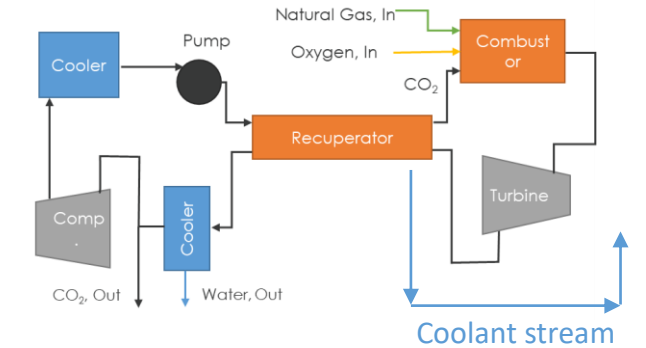 Natural Gas, In
Pump
Combust
or
Oxygen, In
Cooler
CO₂
Recuperator
Turbine
Comp
.
Cooler
CO₂, Out
Water, Out
Coolant stream